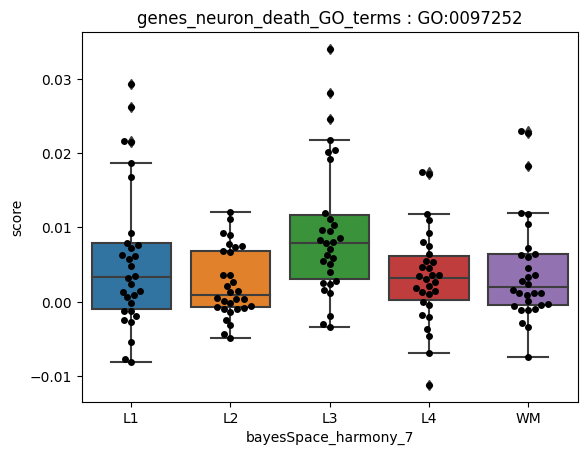 genes_neuron_death_GO_terms : GO:0097252
score
0.03
0.02
0.01
0.00
−0.01
L1 L2 L3 L4 WM
bayesSpace_harmony_7